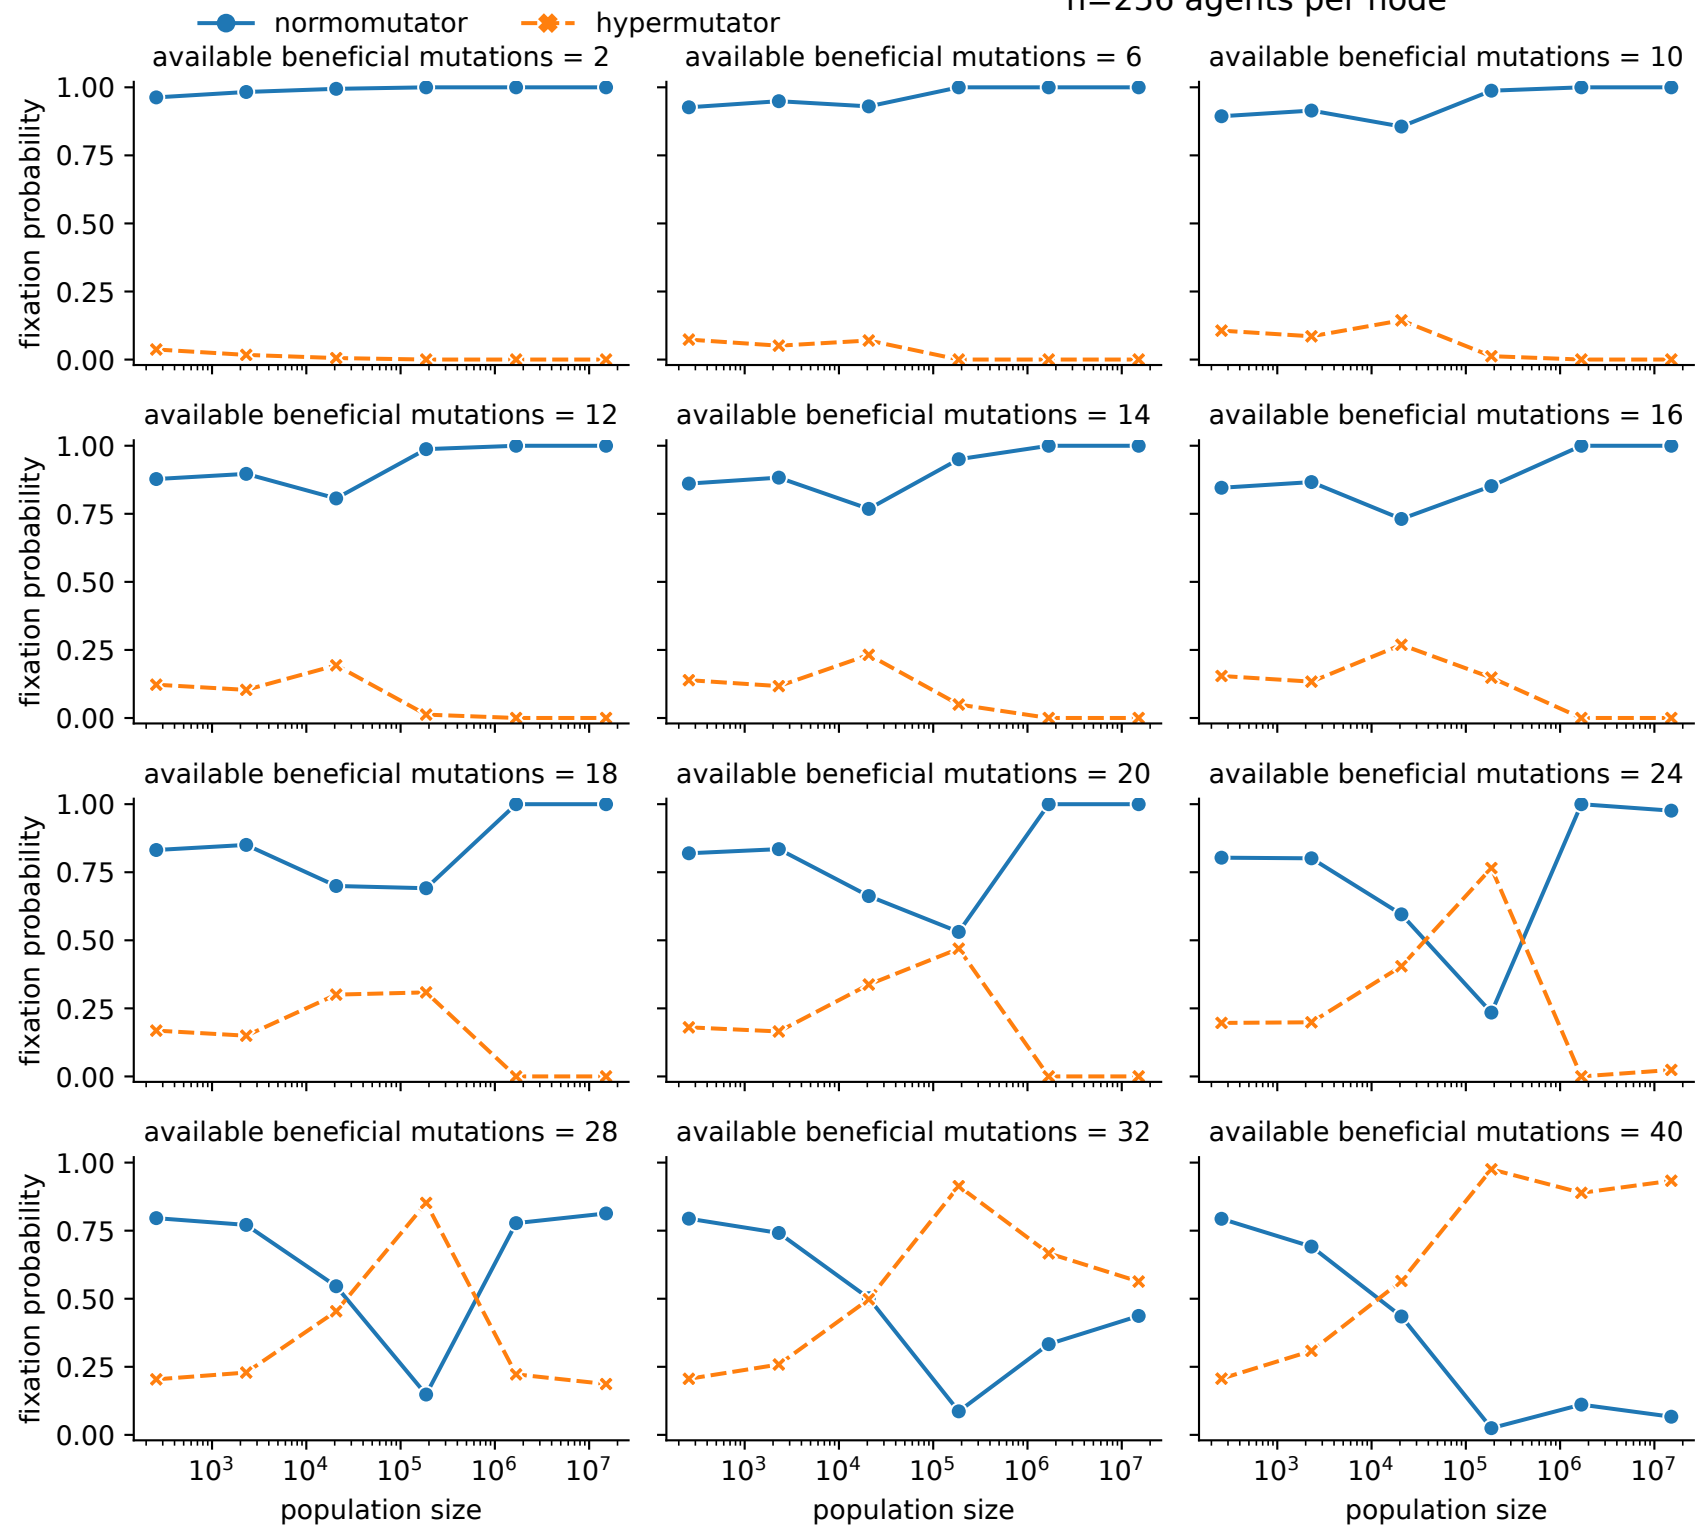 n=256 agents per node
normomutator hypermutator
available beneficial mutations = 2 available beneficial mutations = 6 available beneficial mutations = 10
1.00
0.75
0.50
0.25
0.00
fixation probability
available beneficial mutations = 12 available beneficial mutations = 14 available beneficial mutations = 16
1.00
0.75
0.50
0.25
0.00
fixation probability
available beneficial mutations = 18 available beneficial mutations = 20 available beneficial mutations = 24
1.00
0.75
0.50
0.25
0.00
fixation probability
available beneficial mutations = 28 available beneficial mutations = 32 available beneficial mutations = 40
1.00
0.75
0.50
0.25
0.00
fixation probability
10³ 10⁴ 10⁵ 10⁶ 10⁷ 10³ 10⁴ 10⁵ 10⁶ 10⁷ 10³ 10⁴ 10⁵ 10⁶ 10⁷
population size population size population size